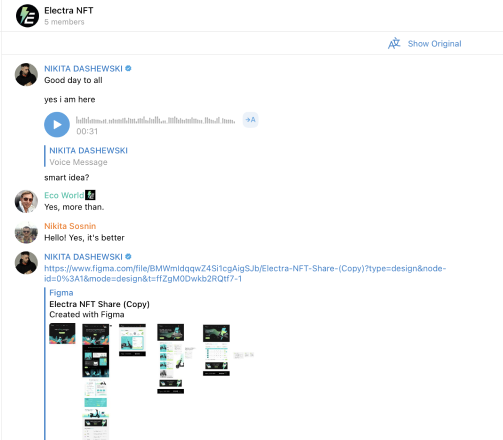 Electra NFT
5 members
Show Original
NIKITA DASHEWSKI
Good day to all
yes i am here
00:31
→A
NIKITA DASHEWSKI
Voice Message
smart idea?
Eco World
Yes, more than.
Nikita Sosnin
Hello! Yes, it's better
NIKITA DASHEWSKI
https://www.figma.com/file/BMWmldqqwZ4Si1cgAigSJb/Electra-NFT-Share-(Copy)?type=design&node-
id=0%3A1&mode=design&t=ffZgM0Dwkb2RQtf7-1
Figma
Electra NFT Share (Copy)
Created with Figma